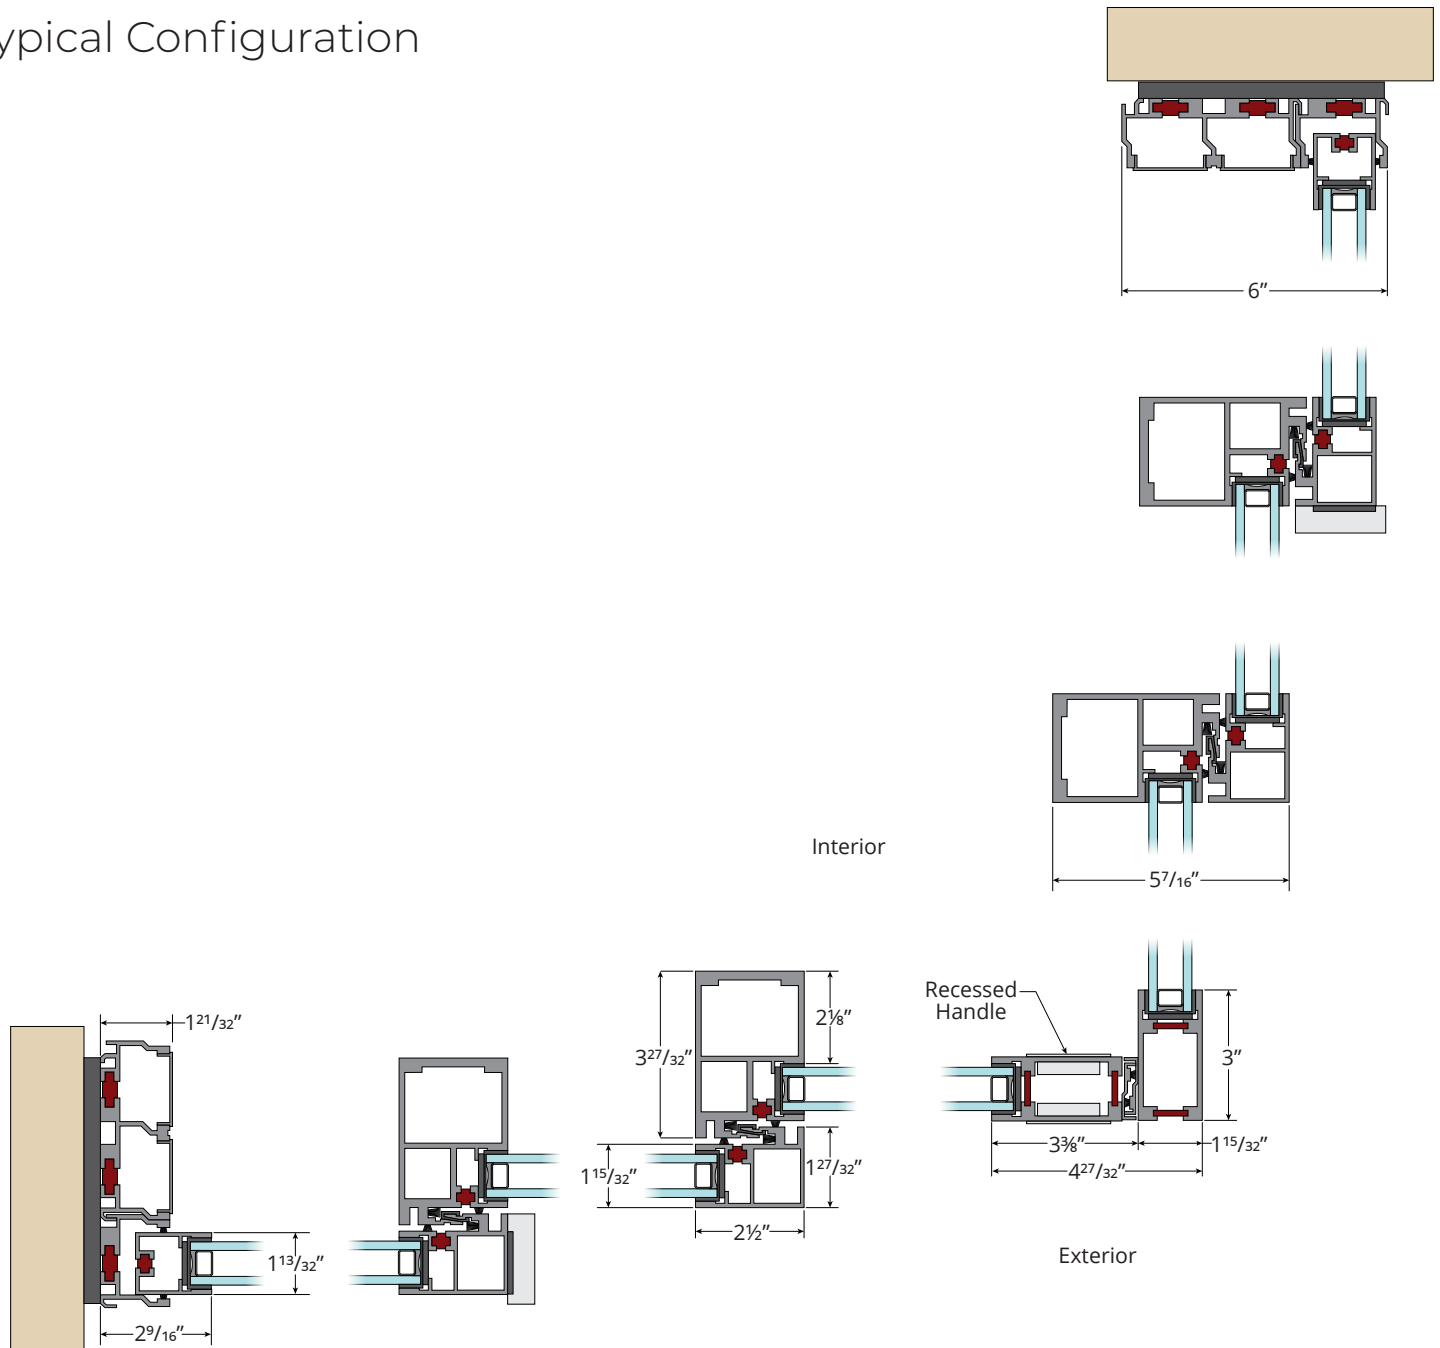 ypical Configuration
6”
Interior
5⁷/₁₆”
Recessed
Handle
1²¹/₃₂”
2⅛”
3²⁷/₃₂”
3”
3⅜”
1¹⁵/₃₂”
4²⁷/₃₂”
1¹⁵/₃₂”
1²⁷/₃₂”
2½”
1¹³/₃₂”
Exterior
2⁹/₁₆”